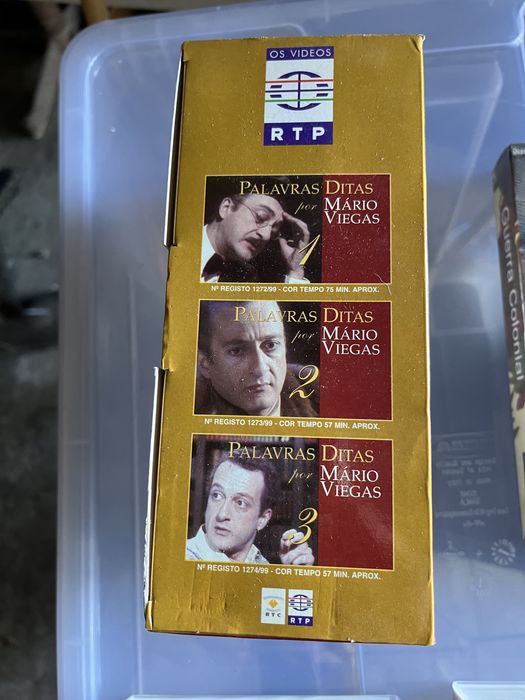 OS VIDEOS
RTP
PALAVRAS DITAS
por MÁRIO
VIEGAS
1
Nº REGISTO 1272/99 - COR TEMPO 75 MIN. APROX.
PALAVRAS DITAS
por MÁRIO
VIEGAS
2
Nº REGISTO 1273/99 - COR TEMPO 57 MIN. APROX.
PALAVRAS DITAS
por MÁRIO
VIEGAS
3
Nº REGISTO 1274/99 - COR TEMPO 57 MIN. APROX.
RTC
RTP
Guerra Colonial